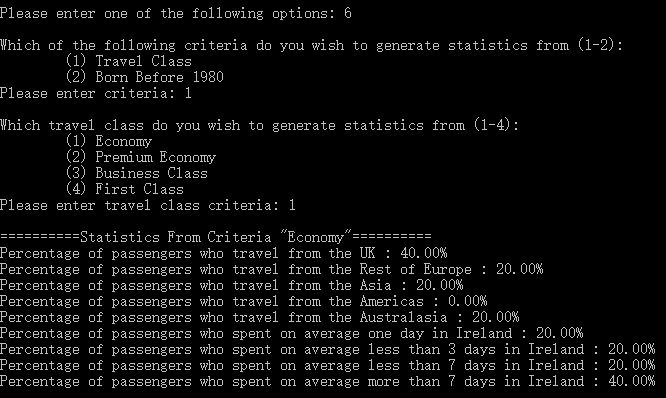 Please enter one of the following options: 6
Which of the following criteria do you wish to generate statistics from (1-2):
(1) Travel Class
(2) Born Before 1980
Please enter criteria: 1
Which travel class do you wish to generate statistics from (1-4):
(1) Economy
(2) Premium Economy
(3) Business Class
(4) First Class
Please enter travel class criteria: 1
==========Statistics From Criteria "Economy"==========
Percentage of passengers who travel from the UK : 40.00%
Percentage of passengers who travel from the Rest of Europe : 20.00%
Percentage of passengers who travel from the Asia : 20.00%
Percentage of passengers who travel from the Americas : 0.00%
Percentage of passengers who travel from the Australasia : 20.00%
Percentage of passengers who spent on average one day in Ireland : 20.00%
Percentage of passengers who spent on average less than 3 days in Ireland : 20.00%
Percentage of passengers who spent on average less than 7 days in Ireland : 20.00%
Percentage of passengers who spent on average more than 7 days in Ireland : 40.00%